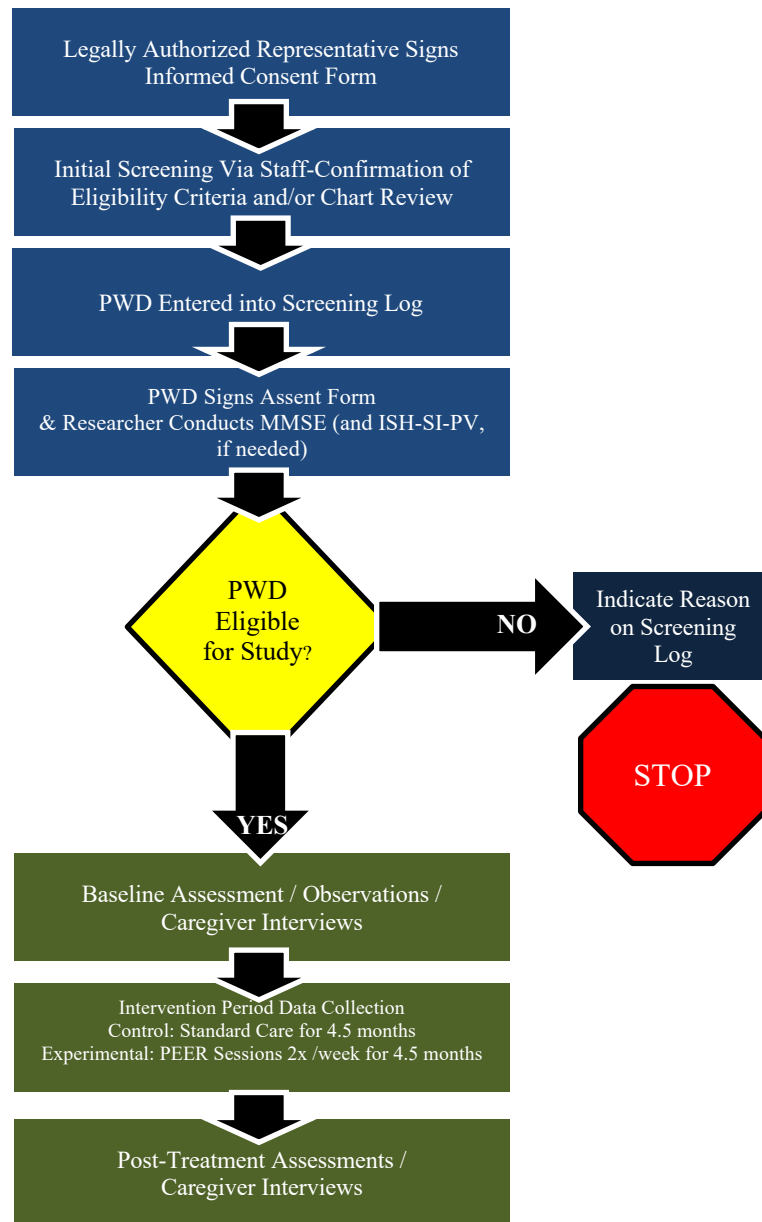 Legally Authorized Representative Signs
Informed Consent Form
Initial Screening Via Staff-Confirmation of
Eligibility Criteria and/or Chart Review
PWD Entered into Screening Log
PWD Signs Assent Form
& Researcher Conducts MMSE (and ISH-SI-PV,
if needed)
PWD
Eligible
for Study?
NO
Indicate Reason
on Screening
Log
STOP
YES
Baseline Assessment / Observations /
Caregiver Interviews
Intervention Period Data Collection
Control: Standard Care for 4.5 months
Experimental: PEER Sessions 2x /week for 4.5 months
Post-Treatment Assessments /
Caregiver Interviews